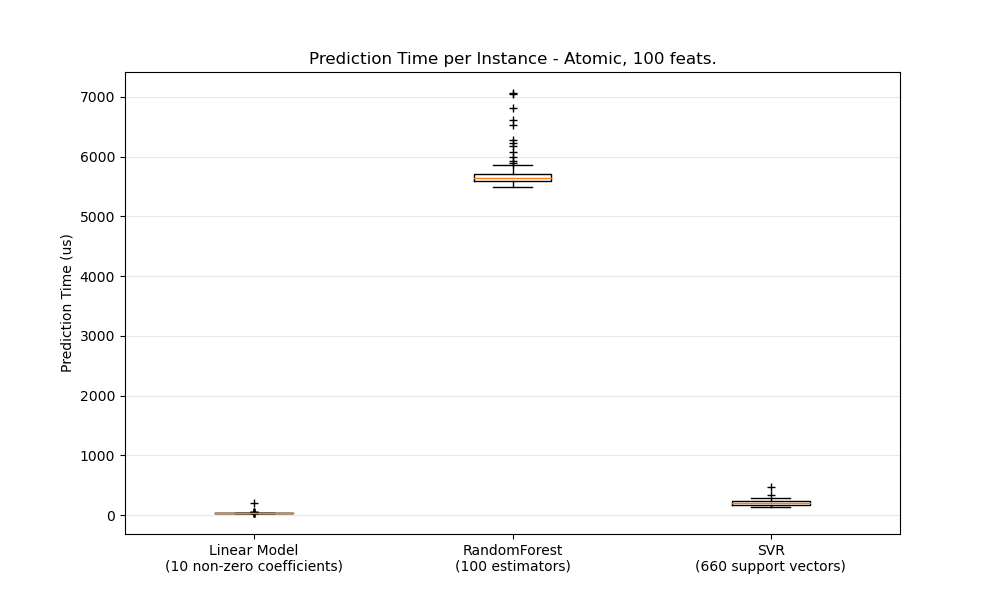 Prediction Time per Instance - Atomic, 100 feats.
Prediction Time (us)
7000
6000
5000
4000
3000
2000
1000
0
Linear Model
(10 non-zero coefficients)
RandomForest
(100 estimators)
SVR
(660 support vectors)